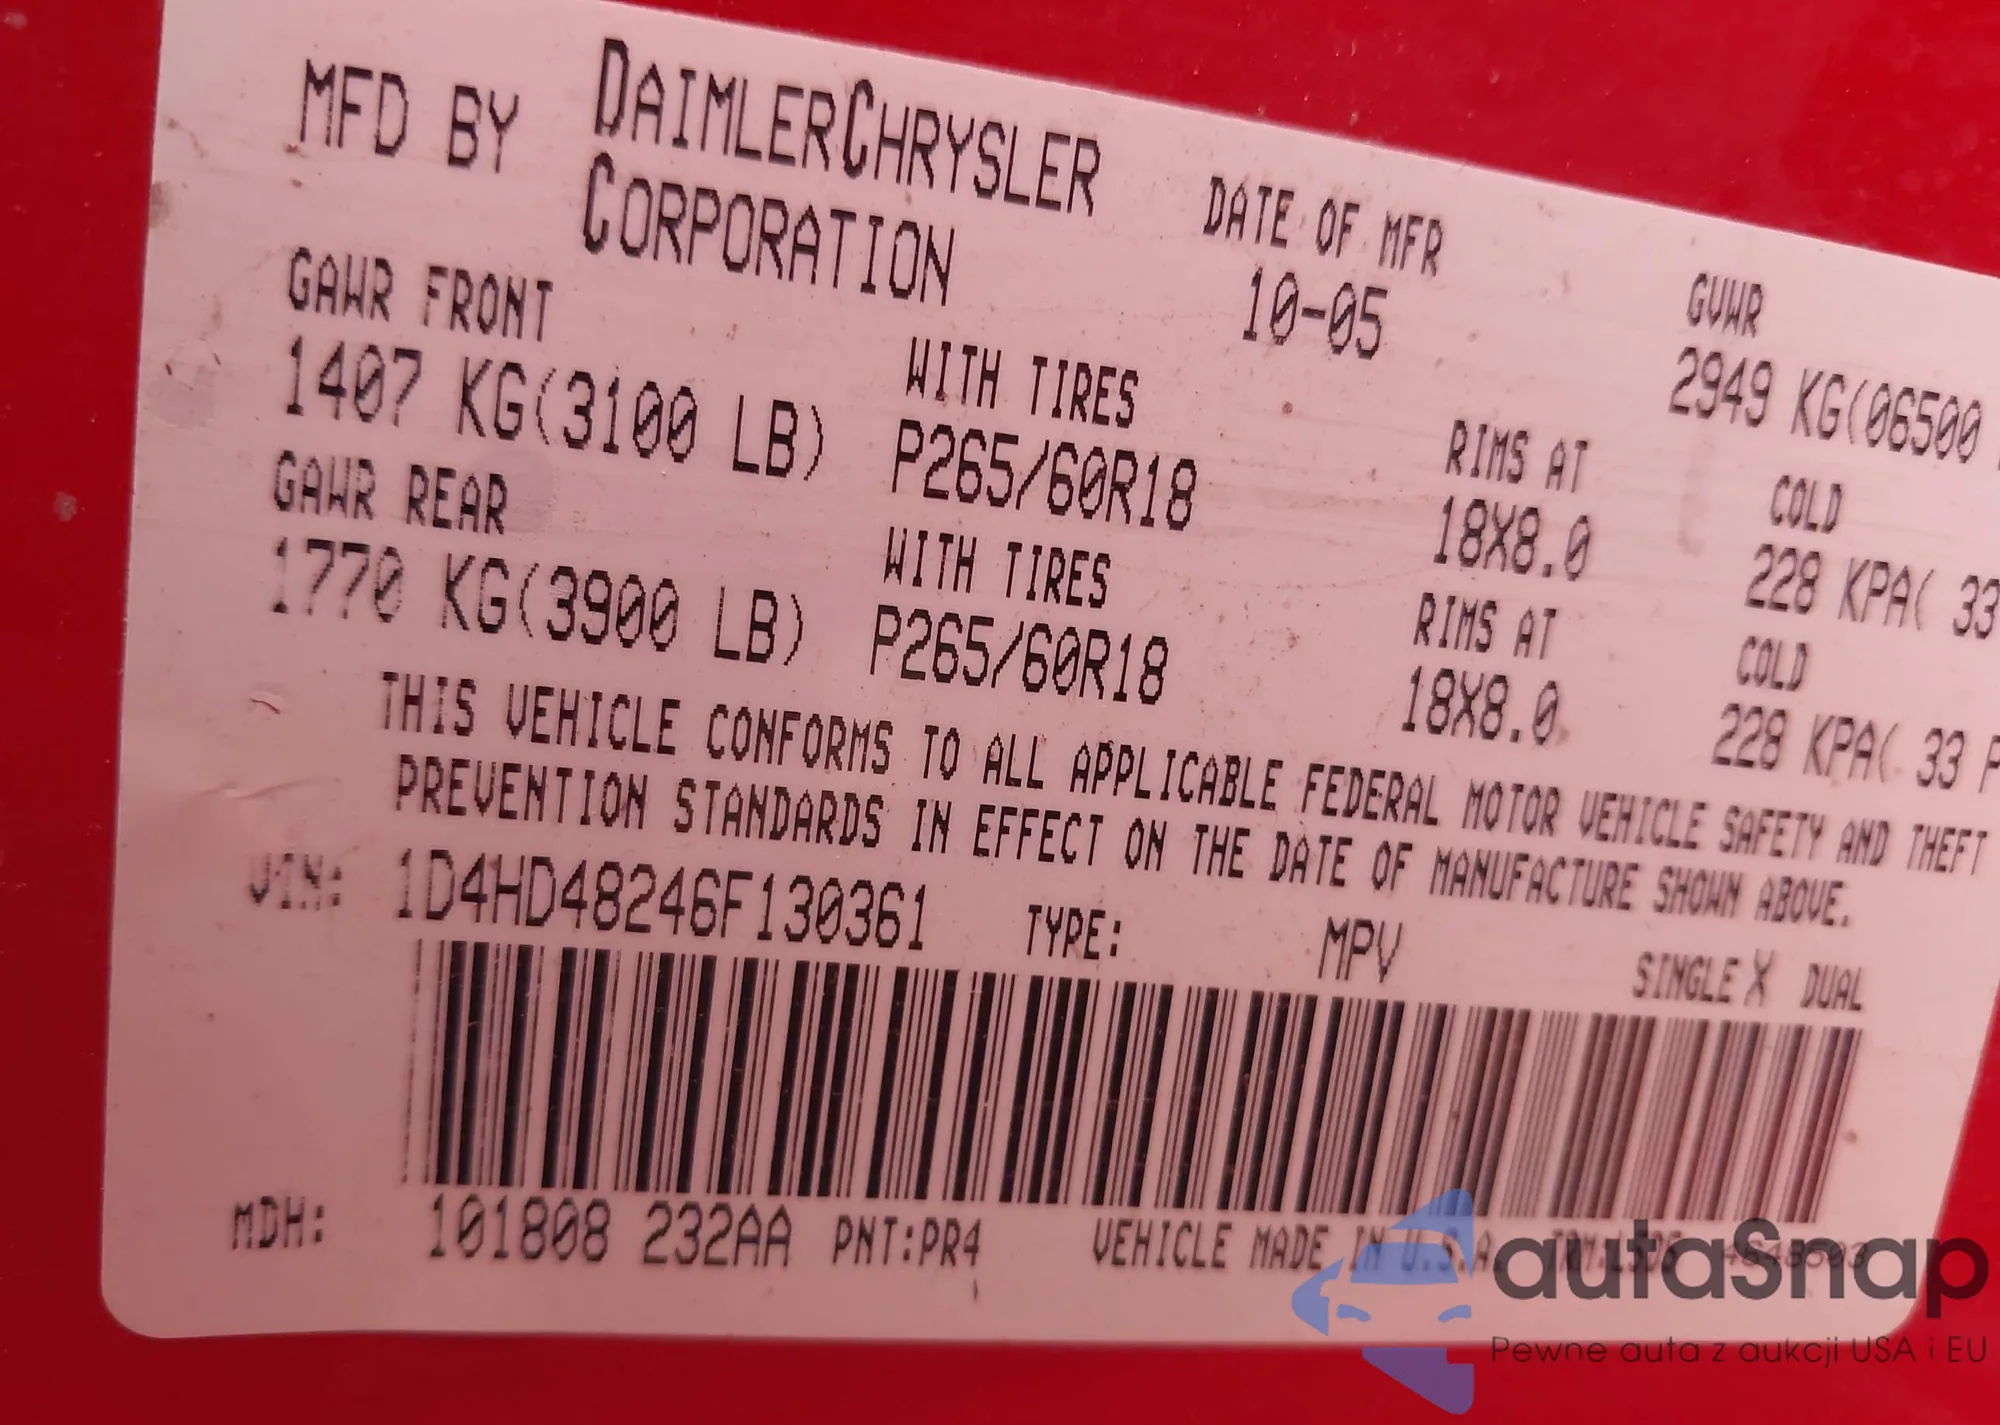 MFD BY DAIMLERCHRYSLER CORPORATION
DATE OF MFR 10-05
GVWR 2949 KG(06500
GAWR FRONT 1407 KG(3100 LB)
WITH TIRES P265/60R18
RIMS AT 18X8.0
COLD 228 KPA( 33
GAWR REAR 1770 KG(3900 LB)
WITH TIRES P265/60R18
RIMS AT 18X8.0
COLD 228 KPA( 33 P
THIS VEHICLE CONFORMS TO ALL APPLICABLE FEDERAL MOTOR VEHICLE SAFETY AND THEFT
PREVENTION STANDARDS IN EFFECT ON THE DATE OF MANUFACTURE SHOWN ABOVE.
VIN: 1D4HD48246F130361 TYPE: MPV SINGLE X DUAL
MDH: 101808 232AA PNT:PR4 VEHICLE MADE IN U.S.A.
autaSnap
Pewne auta z aukcji USA i EU